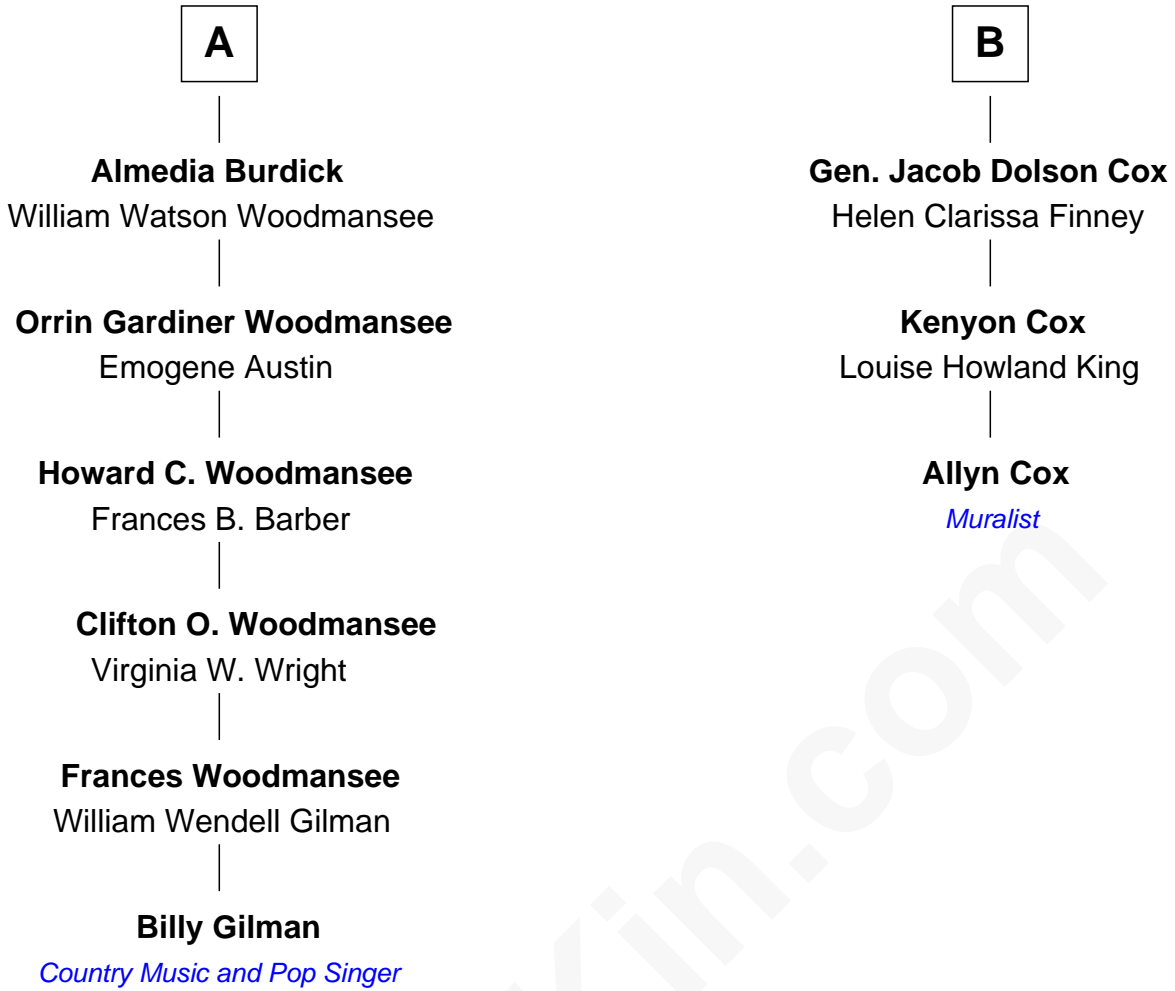 A
Almedia Burdick
William Watson Woodmansee
Orrin Gardiner Woodmansee
Emogene Austin
Howard C. Woodmansee
Frances B. Barber
Clifton O. Woodmansee
Virginia W. Wright
Frances Woodmansee
William Wendell Gilman
Billy Gilman
Country Music and Pop Singer
B
Gen. Jacob Dolson Cox
Helen Clarissa Finney
Kenyon Cox
Louise Howland King
Allyn Cox
Muralist
Kin.com